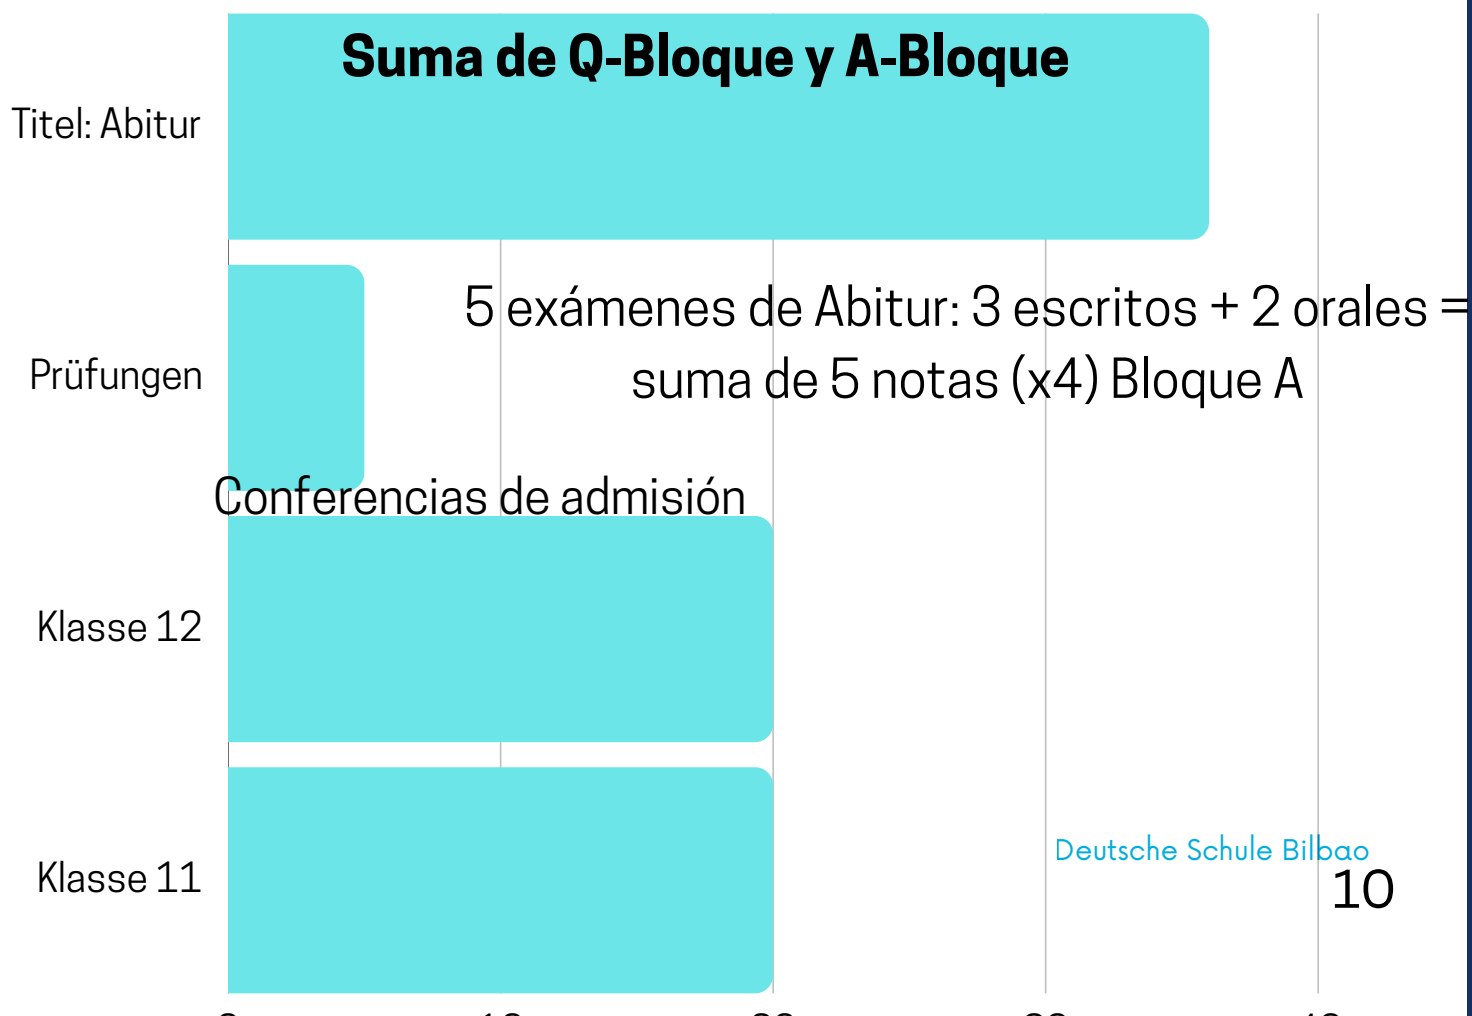 Suma de Q-Bloque y A-Bloque
Titel: Abitur
5 exámenes de Abitur: 3 escritos + 2 orales =
suma de 5 notas (x4) Bloque A
Prüfungen
Conferencias de admisión
Klasse 12
Deutsche Schule Bilbao
Klasse 11
10